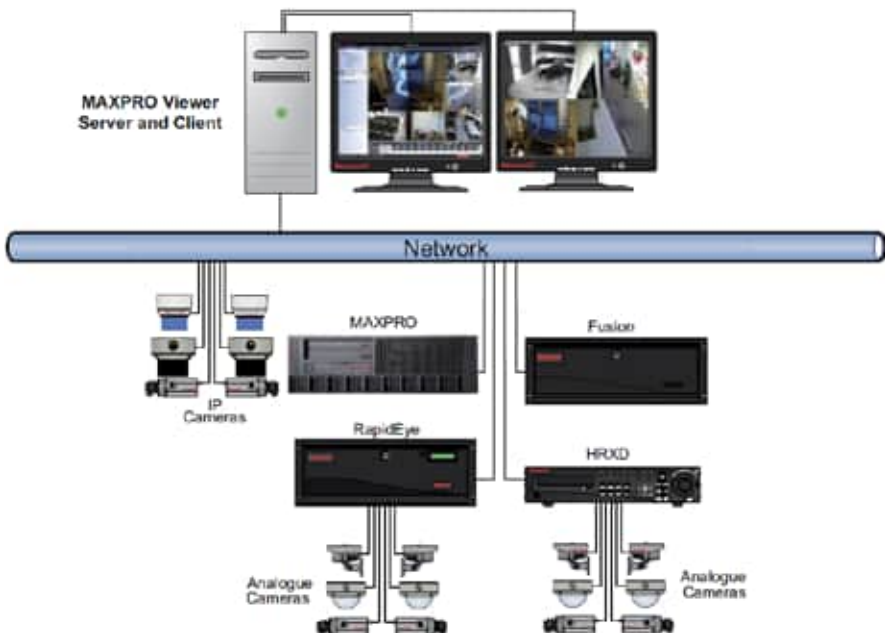 MAXPRO Viewer
Server and Client
Network
MAXPRO
Fusion
IP
Cameras
RapidEye
HRXD
Analogue
Cameras
Analogue
Cameras